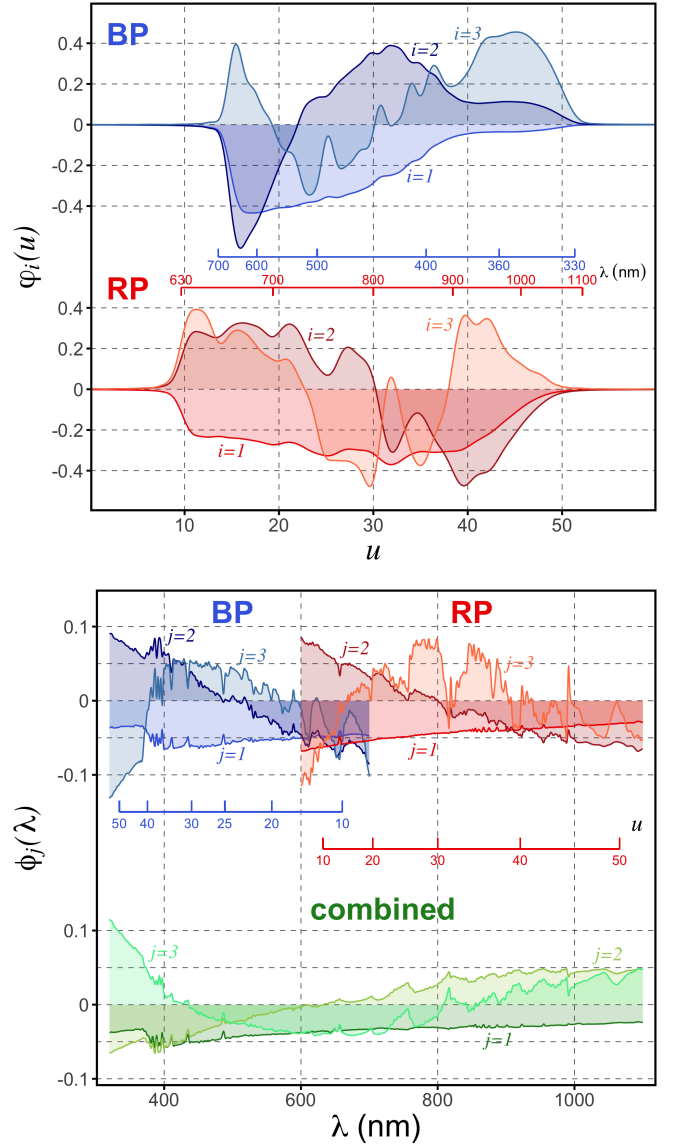 BP
0.4
0.2
0
-0.2
-0.4
i=3
i=2
i=1
φi(u)
700 600 500 400 360 330
λ (nm)
630 700 800 900 1000 1100
RP
0.4
0.2
0
-0.2
-0.4
i=2
i=3
i=1
10 20 30 40 50
u
BP RP
0.1
0
-0.1
j=2
j=3
j=1
j=2
j=3
j=1
50 40 30 25 20 10
u
10 20 30 40 50
ϕj(λ)
combined
0.1
0
-0.1
j=3
j=2
j=1
400 600 800 1000
λ (nm)